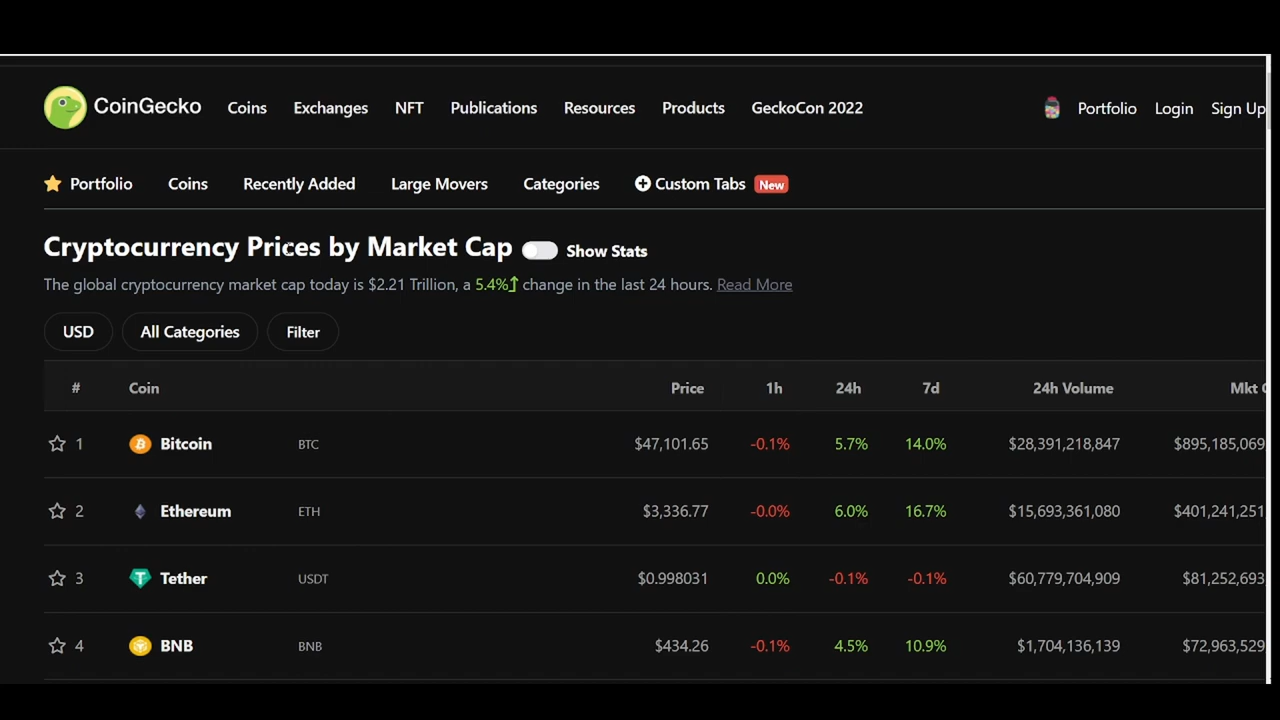 CoinGecko Coins Exchanges NFT Publications Resources Products GeckoCon 2022 Portfolio Login Sign Up
Portfolio Coins Recently Added Large Movers Categories Custom Tabs New
Cryptocurrency Prices by Market Cap Show Stats
The global cryptocurrency market cap today is $2.21 Trillion, a 5.4% change in the last 24 hours. Read More
USD All Categories Filter
# Coin Price 1h 24h 7d 24h Volume Mkt
1 Bitcoin BTC $47,101.65 -0.1% 5.7% 14.0% $28,391,218,847 $895,185,069
2 Ethereum ETH $3,336.77 -0.0% 6.0% 16.7% $15,693,361,080 $401,241,251
3 Tether USDT $0.998031 0.0% -0.1% -0.1% $60,779,704,909 $81,252,693
4 BNB BNB $434.26 -0.1% 4.5% 10.9% $1,704,136,139 $72,963,529